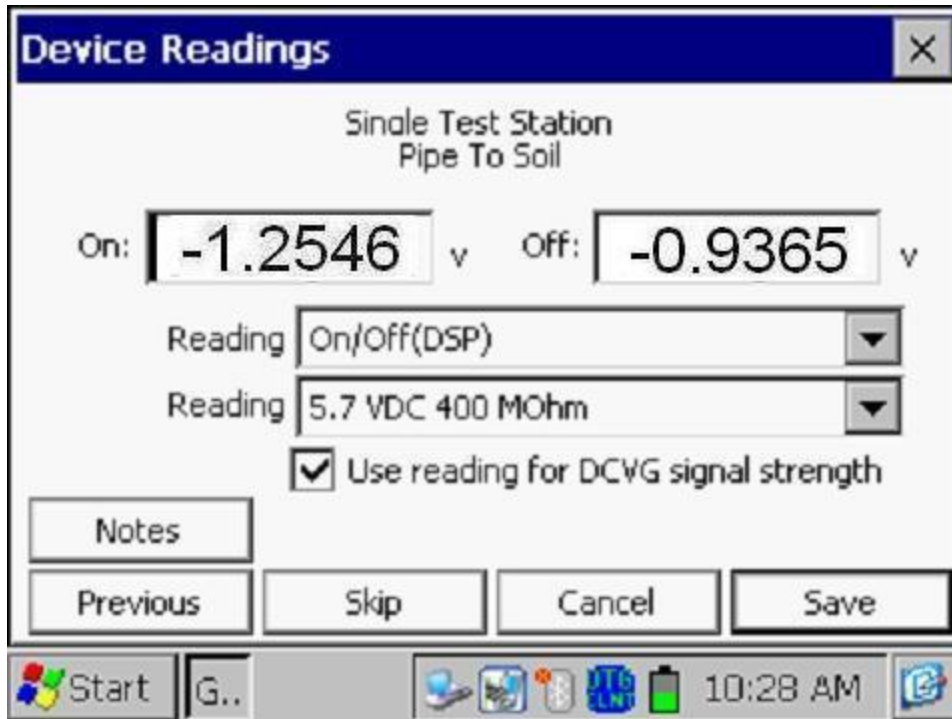 Device Readings
Single Test Station
Pipe To Soil
On: -1.2546 v Off: -0.9365 v
Reading On/Off(DSP)
Reading 5.7 VDC 400 MOhm
Use reading for DCVG signal strength
Notes
Previous Skip Cancel Save
Start G.. DTG CLNT 10:28 AM